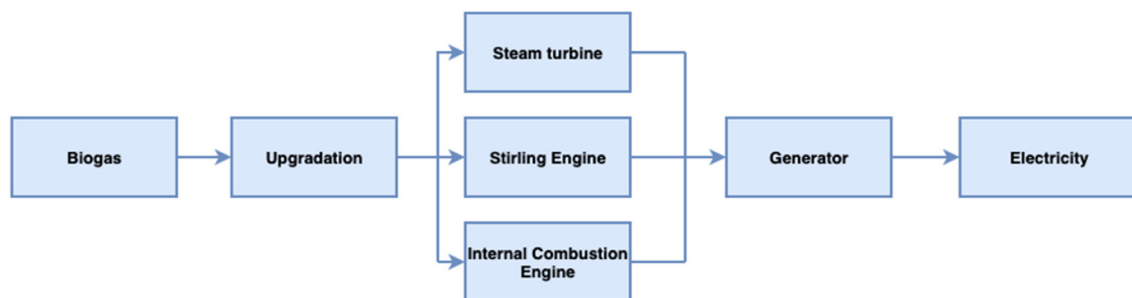 Steam turbine
Biogas
Upgradation
Stirling Engine
Generator
Electricity
Internal Combustion
Engine